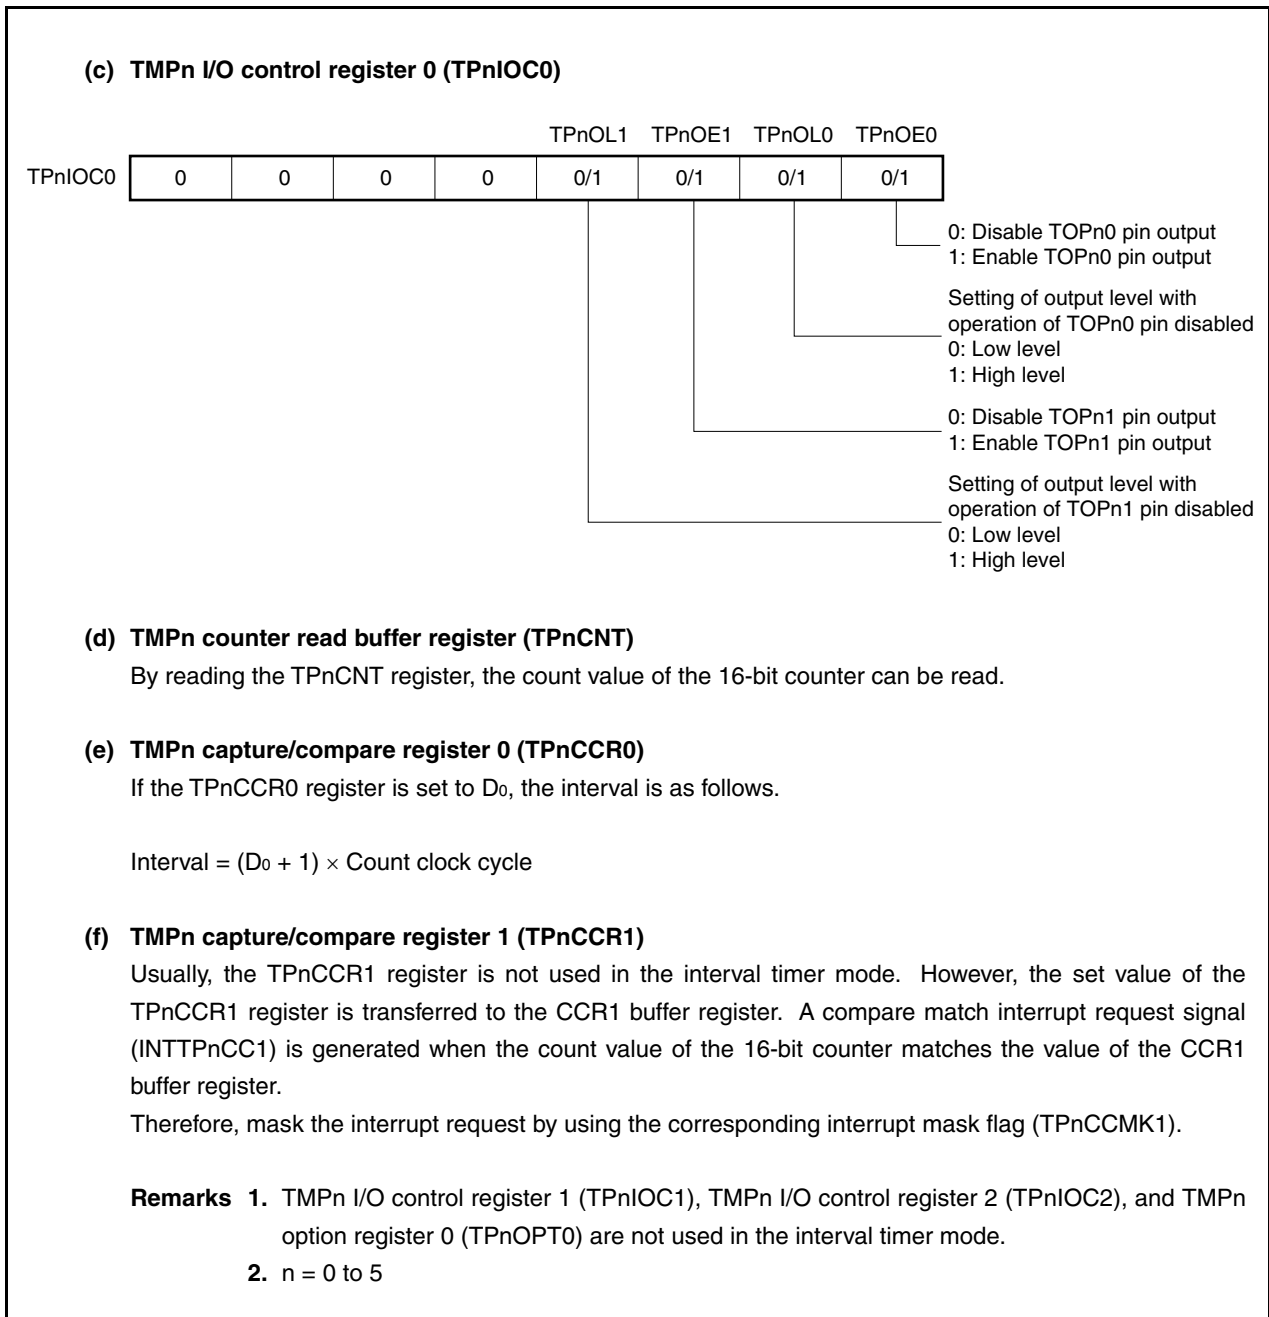 (c) TMPn I/O control register 0 (TPnIOC0)
TPnOL1 TPnOE1 TPnOL0 TPnOE0
TPnIOC0 0 0 0 0 0/1 0/1 0/1 0/1
0: Disable TOPn0 pin output
1: Enable TOPn0 pin output
Setting of output level with
operation of TOPn0 pin disabled
0: Low level
1: High level
0: Disable TOPn1 pin output
1: Enable TOPn1 pin output
Setting of output level with
operation of TOPn1 pin disabled
0: Low level
1: High level
(d) TMPn counter read buffer register (TPnCNT)
By reading the TPnCNT register, the count value of the 16-bit counter can be read.
(e) TMPn capture/compare register 0 (TPnCCR0)
If the TPnCCR0 register is set to D0, the interval is as follows.
Interval = (D0 + 1) × Count clock cycle
(f) TMPn capture/compare register 1 (TPnCCR1)
Usually, the TPnCCR1 register is not used in the interval timer mode. However, the set value of the
TPnCCR1 register is transferred to the CCR1 buffer register. A compare match interrupt request signal
(INTTPnCC1) is generated when the count value of the 16-bit counter matches the value of the CCR1
buffer register.
Therefore, mask the interrupt request by using the corresponding interrupt mask flag (TPnCCMK1).
Remarks 1. TMPn I/O control register 1 (TPnIOC1), TMPn I/O control register 2 (TPnIOC2), and TMPn
option register 0 (TPnOPT0) are not used in the interval timer mode.
2. n = 0 to 5